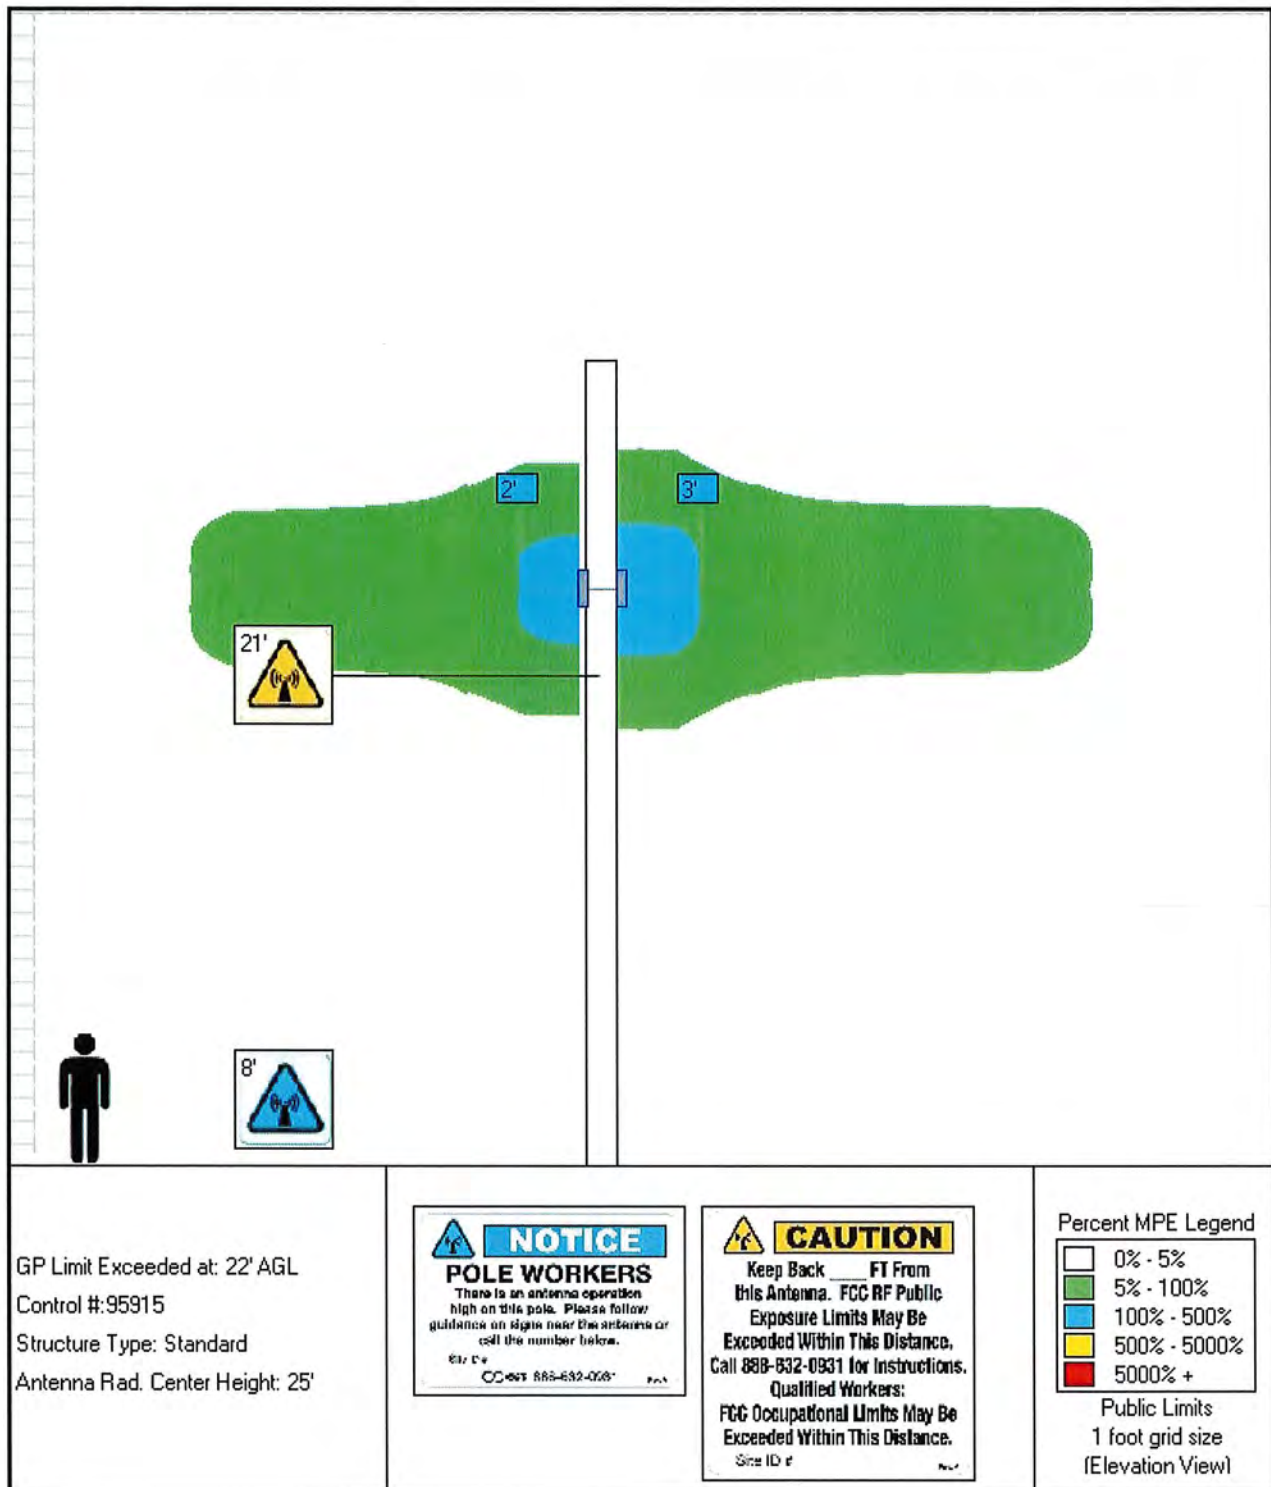 2'
3'
21'
8'
GP Limit Exceeded at: 22' AGL
Control #:95915
Structure Type: Standard
Antenna Rad. Center Height: 25'
NOTICE
POLE WORKERS
There is an antenna operation
high on this pole. Please follow
guidance on signs near the antenna or
call the number below.
888-632-0931
CAUTION
Keep Back ____ FT From
this Antenna. FCC RF Public
Exposure Limits May Be
Exceeded Within This Distance.
Call 888-632-0931 for Instructions.
Qualified Workers:
FCC Occupational Limits May Be
Exceeded Within This Distance.
Site ID #
Percent MPE Legend
0% - 5%
5% - 100%
100% - 500%
500% - 5000%
5000% +
Public Limits
1 foot grid size
(Elevation View)